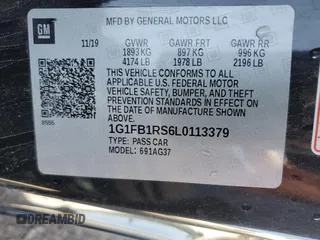 GM
MFD BY GENERAL MOTORS LLC
11/19 GVWR GAWR FRT GAWR RR
1893 KG 897 KG 996 KG
4174 LB 1978 LB 2196 LB
THIS VEHICLE CONFORMS TO ALL APPLICABLE
U.S. FEDERAL MOTOR
VEHICLE SAFETY, BUMPER, AND THEFT
PREVENTION STANDARDS IN EFFECT ON THE DATE
OF MANUFACTURE SHOWN ABOVE.
1G1FB1RS6L0113379
TYPE: PASS CAR
MODEL: 691AG37
©AUTOBIDMASTER